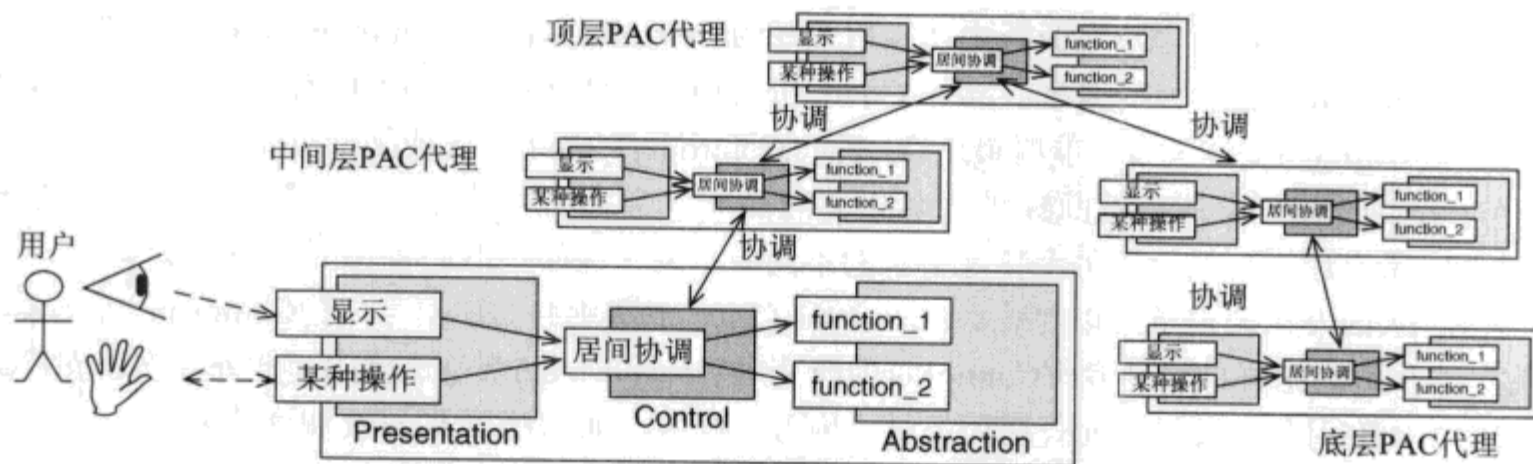 顶层PAC代理
显示
某种操作
居间协调
function_1
function_2
协调
协调
中间层PAC代理
显示
某种操作
居间协调
function_1
function_2
显示
某种操作
居间协调
function_1
function_2
协调
用户
显示
某种操作
居间协调
function_1
function_2
Presentation
Control
Abstraction
协调
显示
某种操作
居间协调
function_1
function_2
底层PAC代理